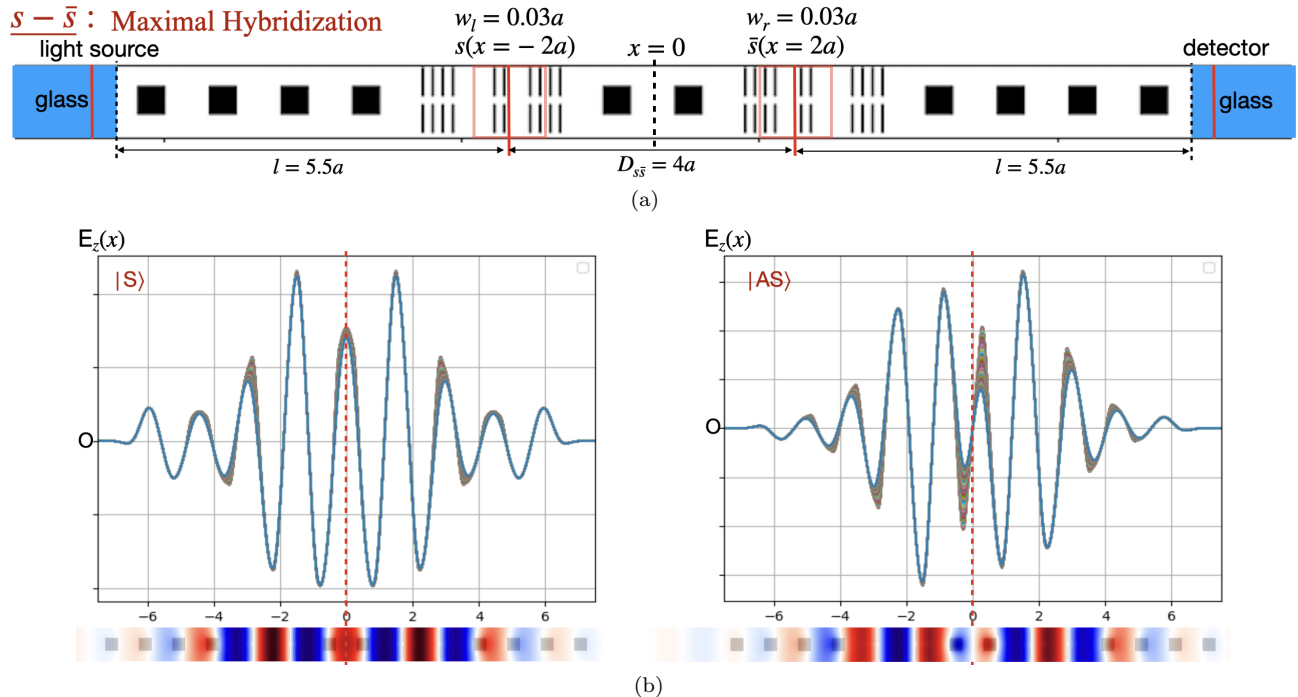 s − s̄ : Maximal Hybridization
light source
w_l = 0.03a
s(x = − 2a)
x = 0
w_r = 0.03a
s̄(x = 2a)
detector
glass
glass
l = 5.5a
D_{ss̄} = 4a
l = 5.5a
(a)
E_z(x)
|S⟩
O
−6 −4 −2 0 2 4 6
E_z(x)
|AS⟩
O
−6 −4 −2 0 2 4 6
(b)